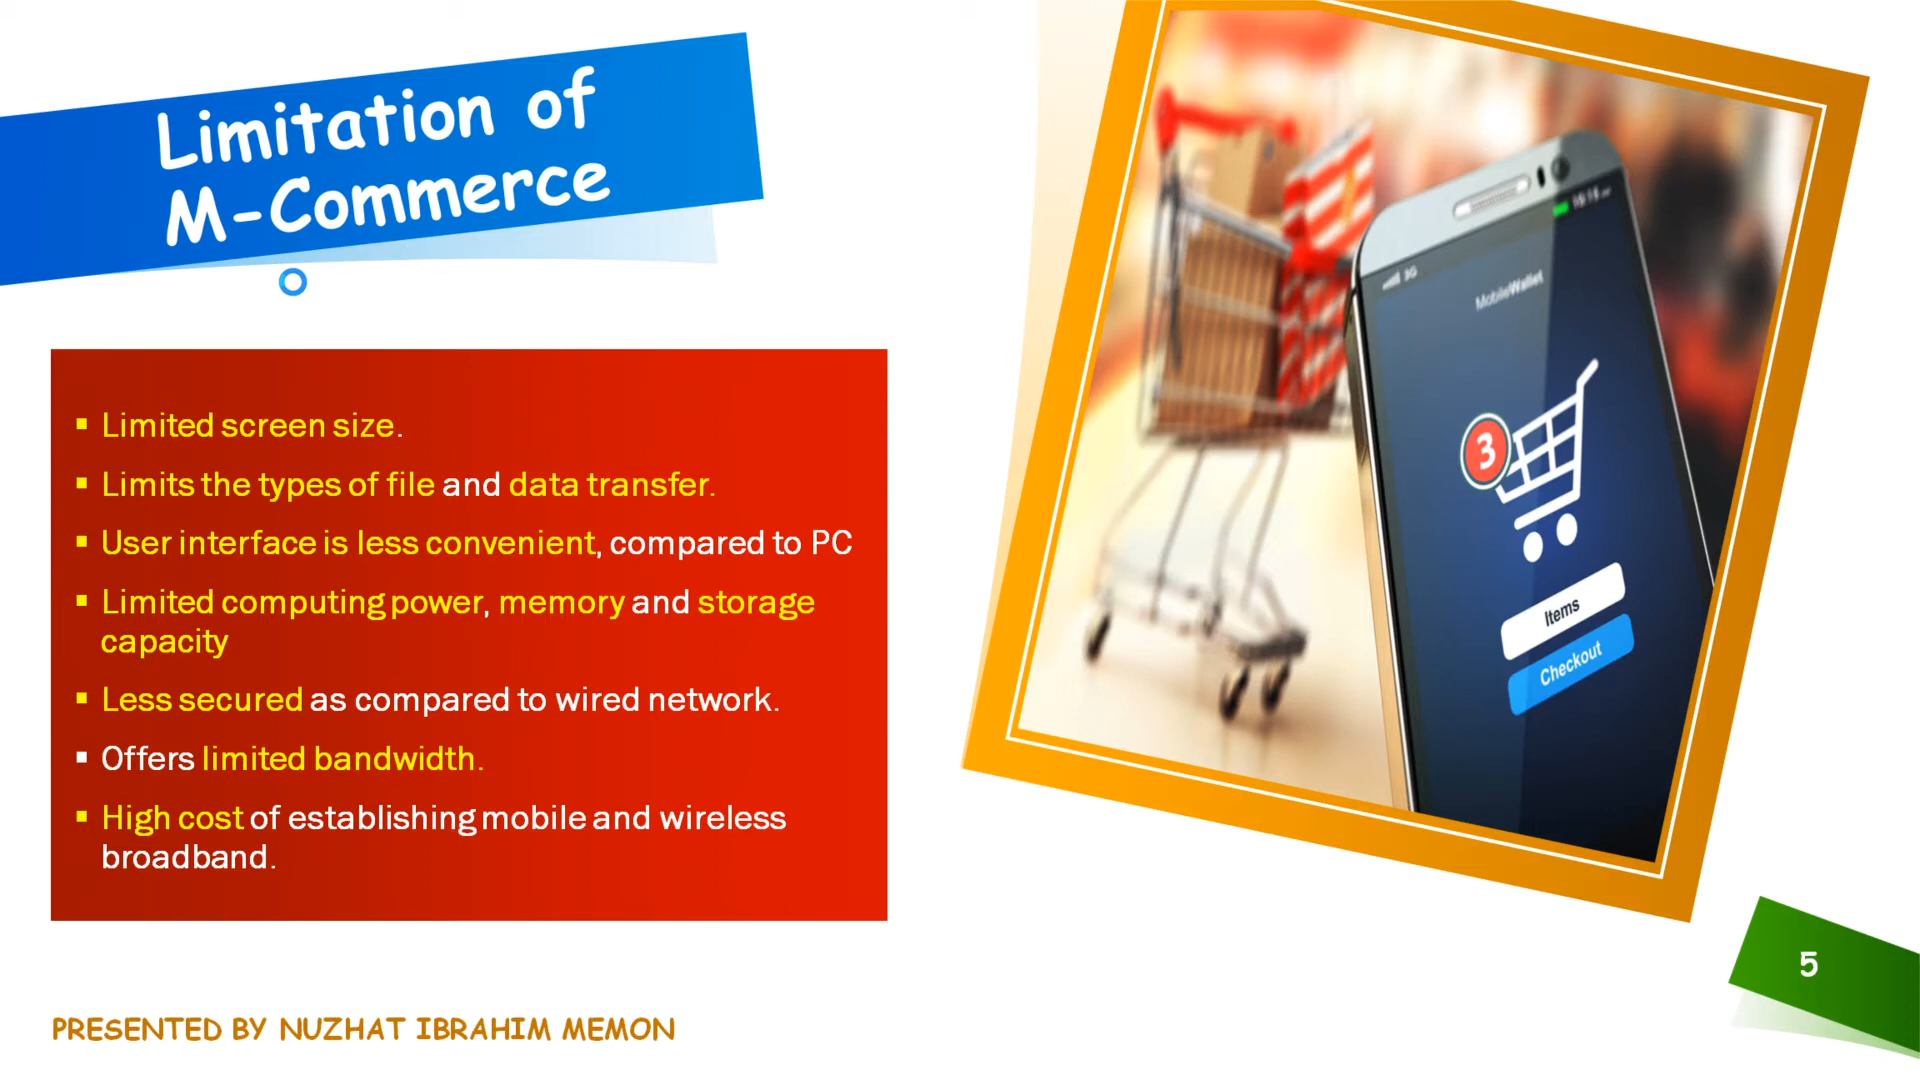 Limitation of
M-Commerce
Limited screen size.
Limits the types of file and data transfer.
User interface is less convenient, compared to PC
Limited computing power, memory and storage
capacity
Less secured as compared to wired network.
Offers limited bandwidth.
High cost of establishing mobile and wireless
broadband.
3G
MobileWallet
3
Items
Checkout
5
PRESENTED BY NUZHAT IBRAHIM MEMON